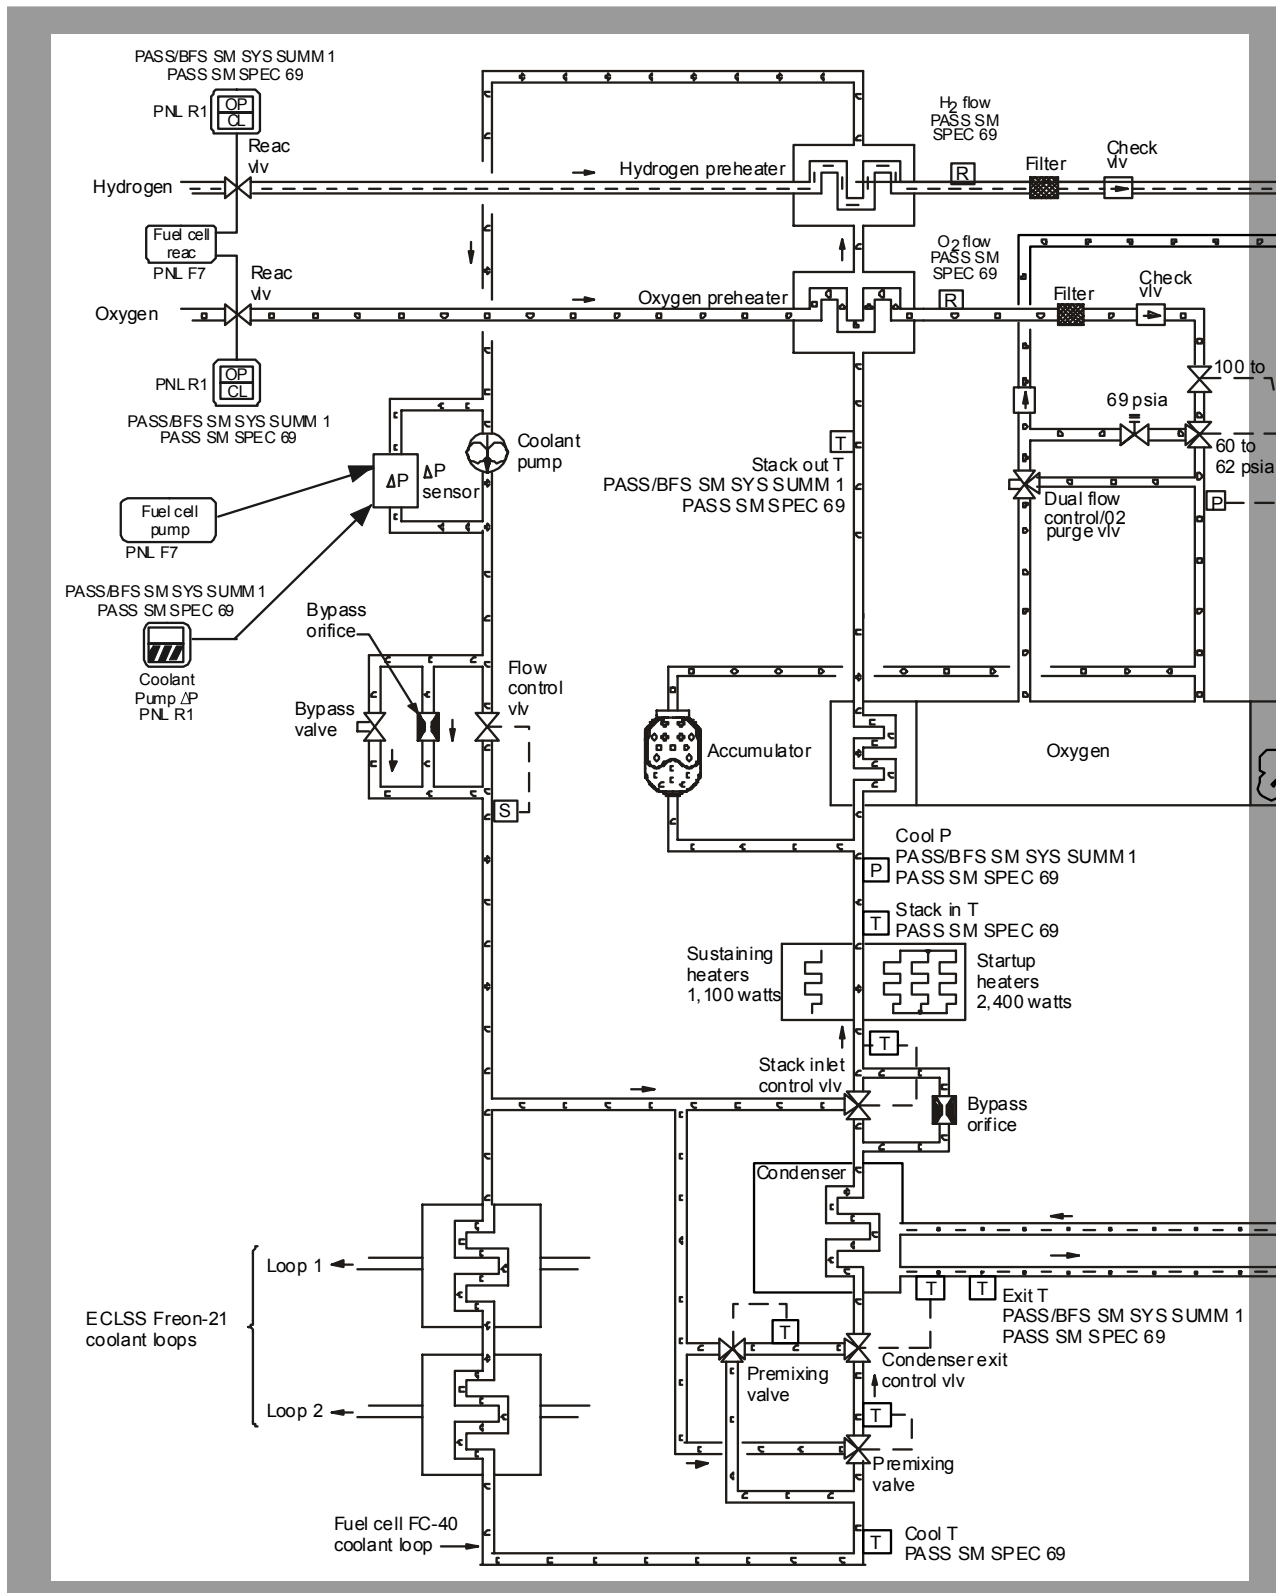 PASS/BFS SM SYS SUMM 1
PASS SM SPEC 69
PNL R1
OP
CL
Reac
vlv
Hydrogen
Hydrogen preheater
H2 flow
PASS SM
SPEC 69
R
Filter
Check
vlv
Fuel cell
reac
PNL F7
Reac
vlv
Oxygen
Oxygen preheater
O2 flow
PASS SM
SPEC 69
R
Filter
Check
vlv
PNL R1
OP
CL
PASS/BFS SM SYS SUMM 1
PASS SM SPEC 69
100 to
69 psia
60 to
62 psia
P
Coolant
pump
ΔP
ΔP
sensor
T
Stack out T
PASS/BFS SM SYS SUMM 1
PASS SM SPEC 69
Dual flow
control/02
purge vlv
Fuel cell
pump
PNL F7
PASS/BFS SM SYS SUMM 1
PASS SM SPEC 69
Coolant
Pump ΔP
PNL R1
Bypass
orifice
Flow
control
vlv
Bypass
valve
S
Accumulator
Oxygen
Cool P
P
PASS/BFS SM SYS SUMM 1
PASS SM SPEC 69
T
Stack in T
PASS SM SPEC 69
Sustaining
heaters
1,100 watts
Startup
heaters
2,400 watts
T
Stack inlet
control vlv
Bypass
orifice
Condenser
Loop 1
ECLSS Freon-21
coolant loops
Loop 2
T
T
Exit T
PASS/BFS SM SYS SUMM 1
PASS SM SPEC 69
T
Premixing
valve
Condenser exit
control vlv
T
Premixing
valve
Fuel cell FC-40
coolant loop
T
Cool T
PASS SM SPEC 69